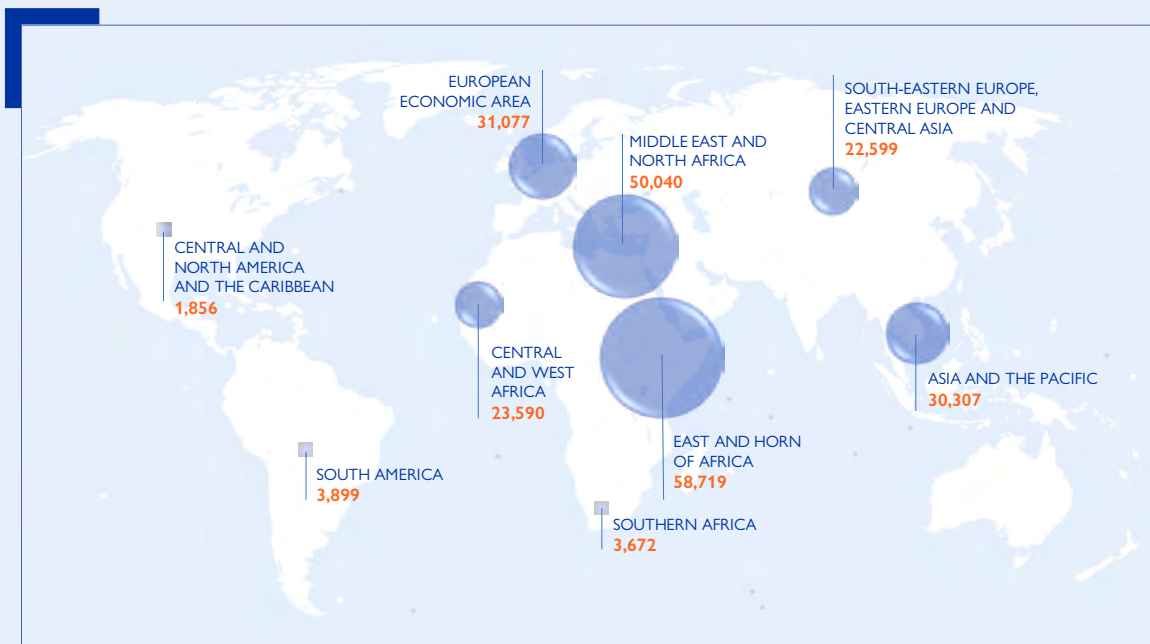 EUROPEAN
ECONOMIC AREA
31,077
SOUTH-EASTERN EUROPE,
EASTERN EUROPE AND
CENTRAL ASIA
22,599
MIDDLE EAST AND
NORTH AFRICA
50,040
CENTRAL AND
NORTH AMERICA
AND THE CARIBBEAN
1,856
CENTRAL
AND WEST
AFRICA
23,590
ASIA AND THE PACIFIC
30,307
EAST AND HORN
OF AFRICA
58,719
SOUTH AMERICA
3,899
SOUTHERN AFRICA
3,672